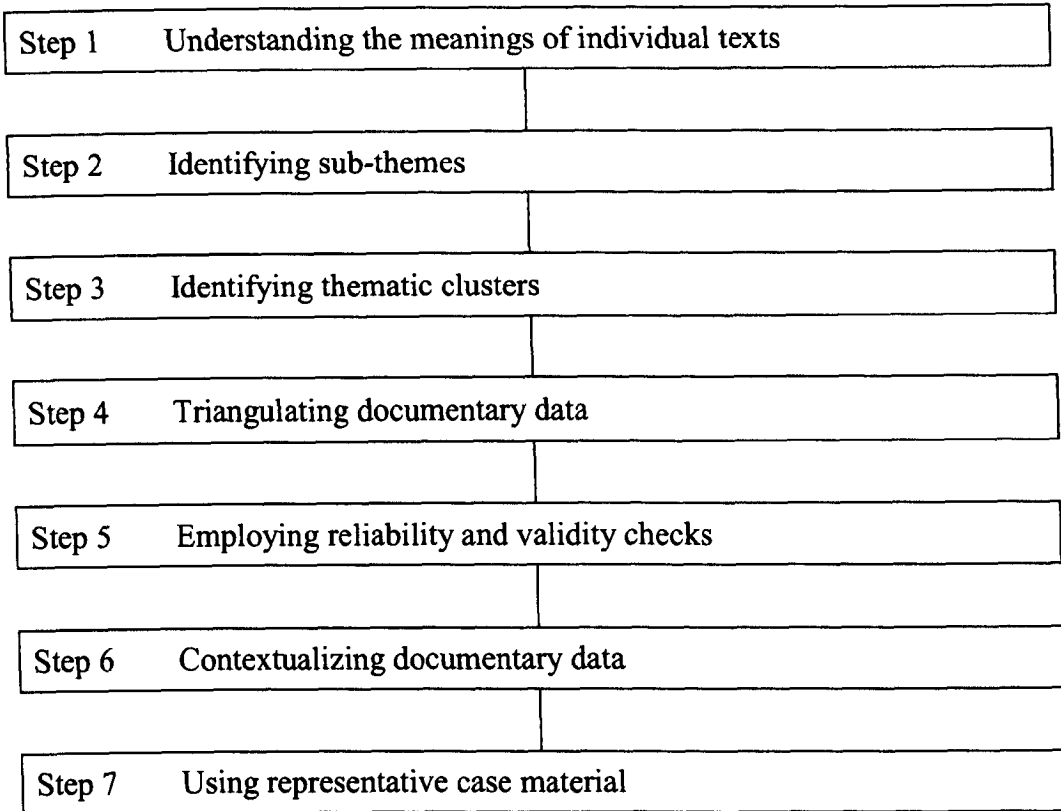 Step 1 Understanding the meanings of individual texts
Step 2 Identifying sub-themes
Step 3 Identifying thematic clusters
Step 4 Triangulating documentary data
Step 5 Employing reliability and validity checks
Step 6 Contextualizing documentary data
Step 7 Using representative case material